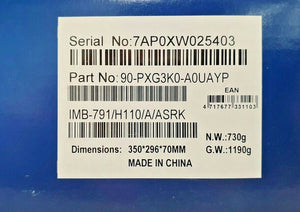 Serial No:7AP0XW025403
Part No: 90-PXG3K0-A0UAYP
EAN
4 717677 331103
IMB-791/H110/A/ASRK
N.W.: 730g
Dimensions: 350*296*70MM
G.W.: 1190g
MADE IN CHINA